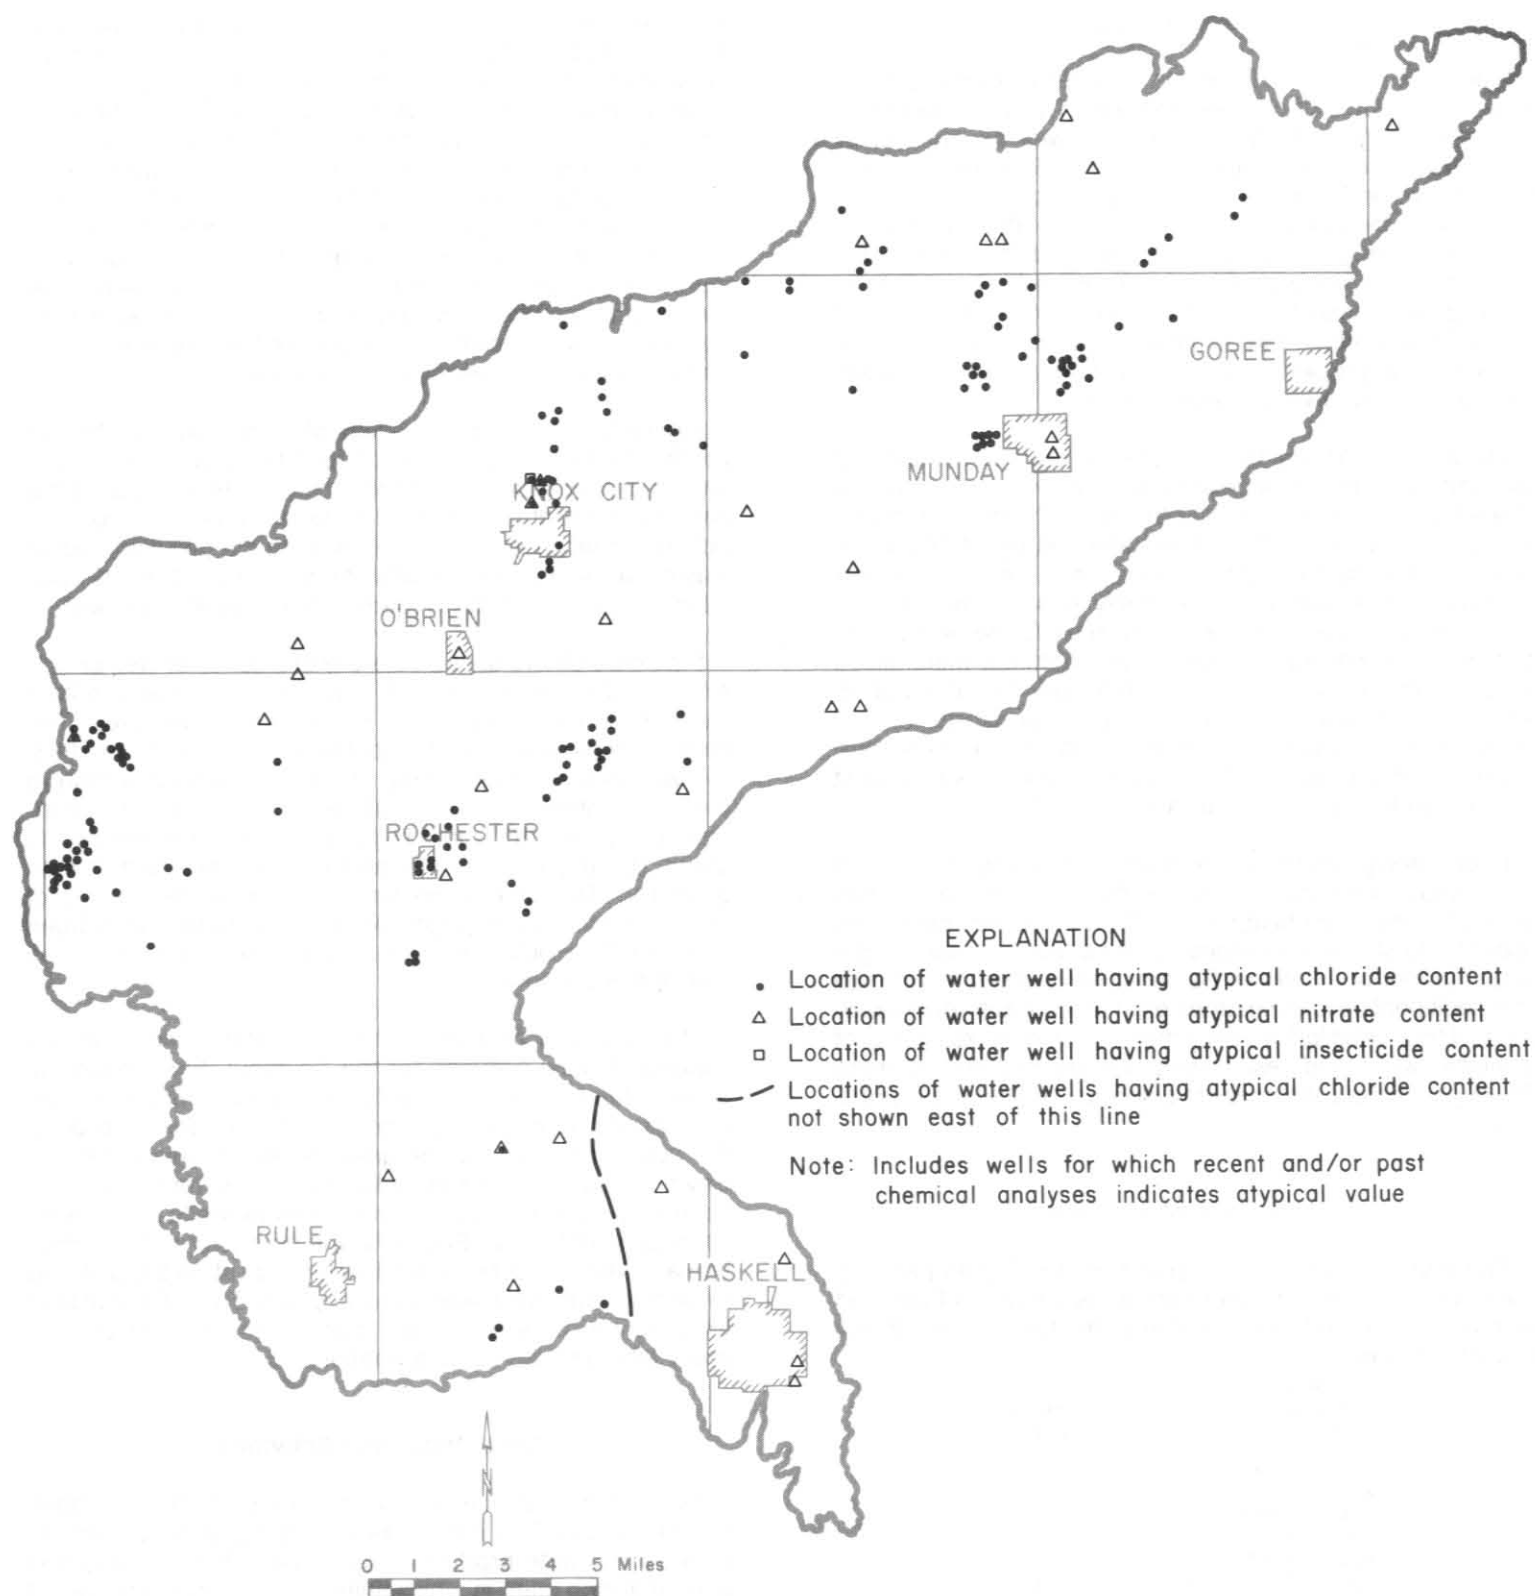 GOREE
MUNDAY
KNOX CITY
O'BRIEN
ROCHESTER
EXPLANATION
Location of water well having atypical chloride content
Location of water well having atypical nitrate content
Location of water well having atypical insecticide content
Locations of water wells having atypical chloride content
not shown east of this line
Note: Includes wells for which recent and/or past
chemical analyses indicates atypical value
RULE
HASKELL
N
0 1 2 3 4 5 Miles